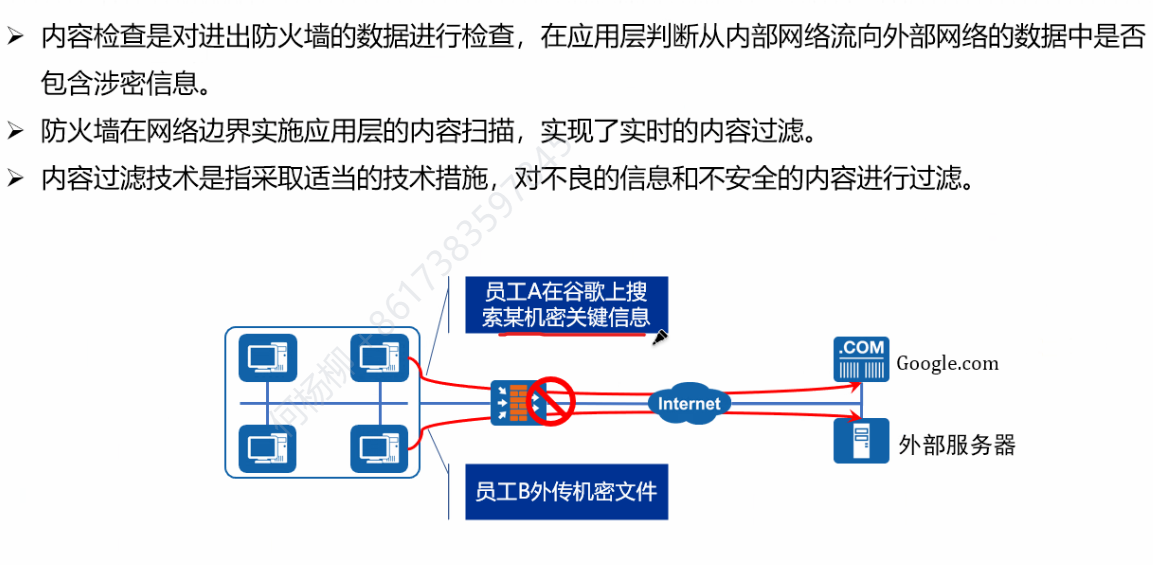 ➢ 内容检查是对进出防火墙的数据进行检查，在应用层判断从内部网络流向外部网络的数据中是否
包含涉密信息。
➢ 防火墙在网络边界实施应用层的内容扫描，实现了实时的内容过滤。
➢ 内容过滤技术是指采取适当的技术措施，对不良的信息和不安全的内容进行过滤。
员工A在谷歌上搜
索某机密关键信息
.COM
Google.com
Internet
外部服务器
员工B外传机密文件